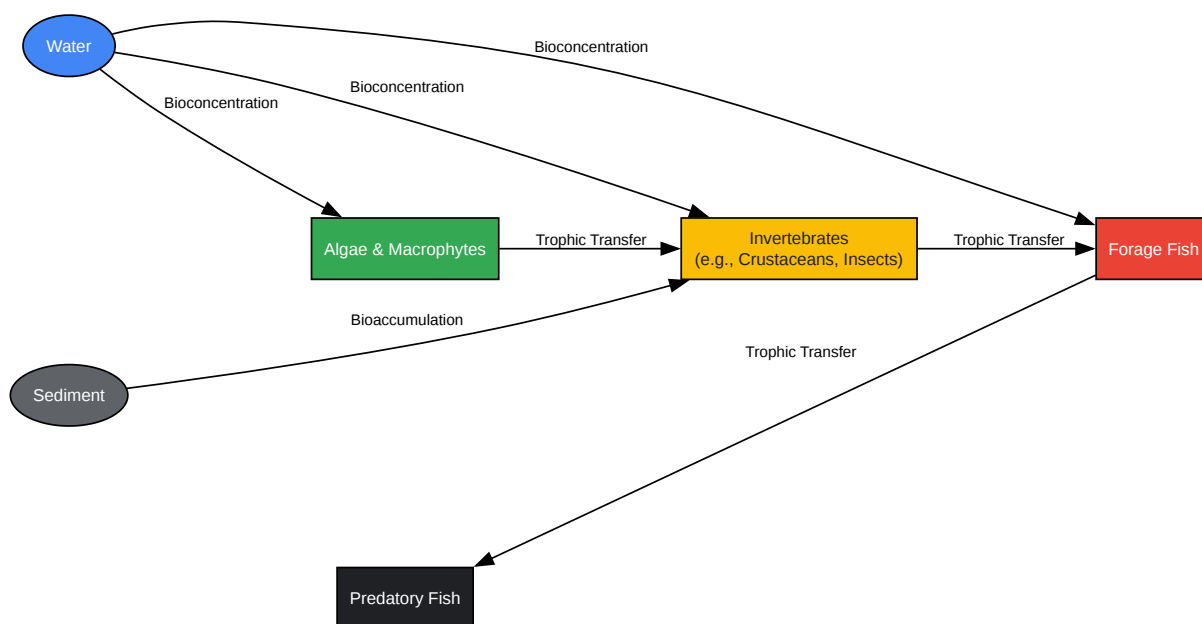 Water
Bioconcentration
Bioconcentration
Bioconcentration
Algae & Macrophytes
Trophic Transfer
Invertebrates
(e.g., Crustaceans, Insects)
Trophic Transfer
Forage Fish
Bioaccumulation
Trophic Transfer
Sediment
Predatory Fish